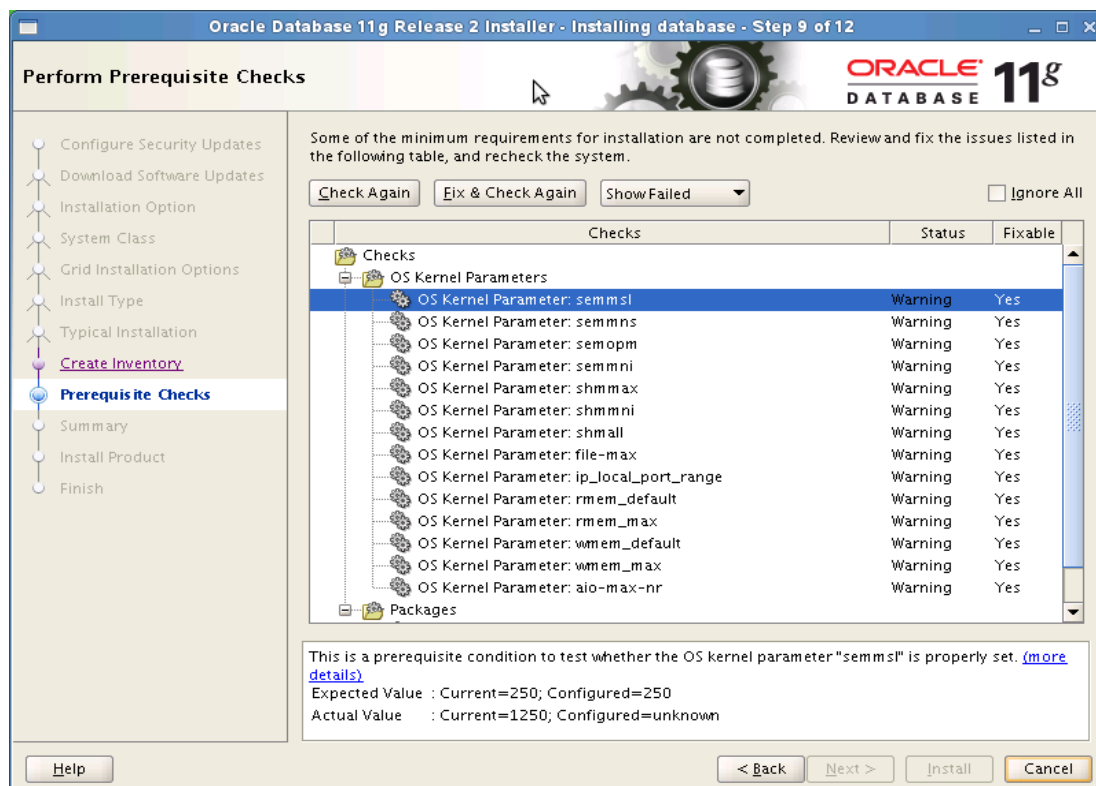 Oracle Database 11g Release 2 Installer - Installing database - Step 9 of 12
Perform Prerequisite Checks
ORACLE
DATABASE
11g
Configure Security Updates
Download Software Updates
Installation Option
System Class
Grid Installation Options
Install Type
Typical Installation
Create Inventory
Prerequisite Checks
Summary
Install Product
Finish
Some of the minimum requirements for installation are not completed. Review and fix the issues listed in
the following table, and recheck the system.
Check Again
Fix & Check Again
Show Failed
Ignore All
Checks Status Fixable
Checks
OS Kernel Parameters
OS Kernel Parameter: semmsl Warning Yes
OS Kernel Parameter: semmns Warning Yes
OS Kernel Parameter: semopm Warning Yes
OS Kernel Parameter: semmni Warning Yes
OS Kernel Parameter: shmmax Warning Yes
OS Kernel Parameter: shmmni Warning Yes
OS Kernel Parameter: shmall Warning Yes
OS Kernel Parameter: file-max Warning Yes
OS Kernel Parameter: ip_local_port_range Warning Yes
OS Kernel Parameter: rmem_default Warning Yes
OS Kernel Parameter: rmem_max Warning Yes
OS Kernel Parameter: wmem_default Warning Yes
OS Kernel Parameter: wmem_max Warning Yes
OS Kernel Parameter: aio-max-nr Warning Yes
Packages
This is a prerequisite condition to test whether the OS kernel parameter "semmsl" is properly set. (more
details)
Expected Value : Current=250; Configured=250
Actual Value : Current=1250; Configured=unknown
Help
< Back
Next >
Install
Cancel